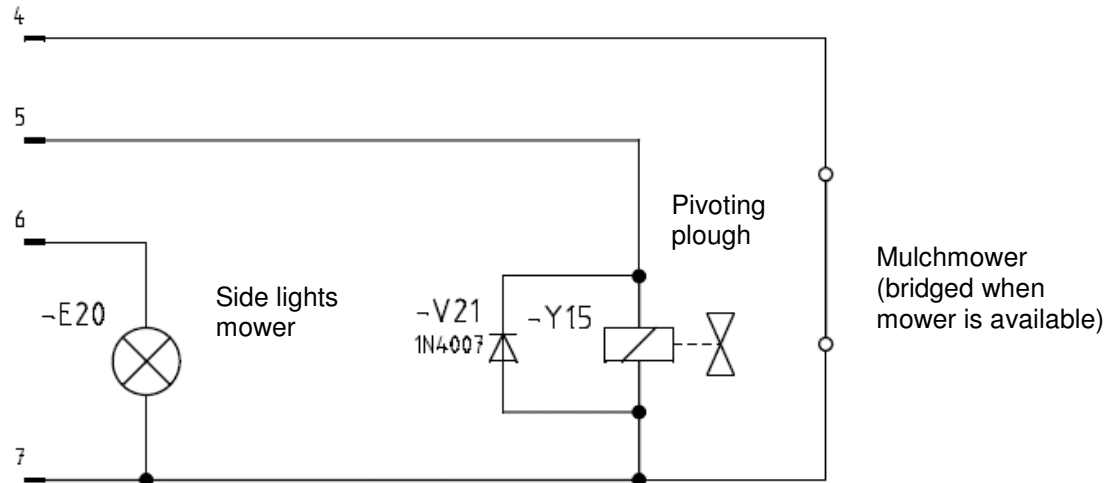 4
5
6
7
¬E20
Side lights
mower
¬V21
1N4007
¬Y15
Pivoting
plough
Mulchmower
(bridged when
mower is available)